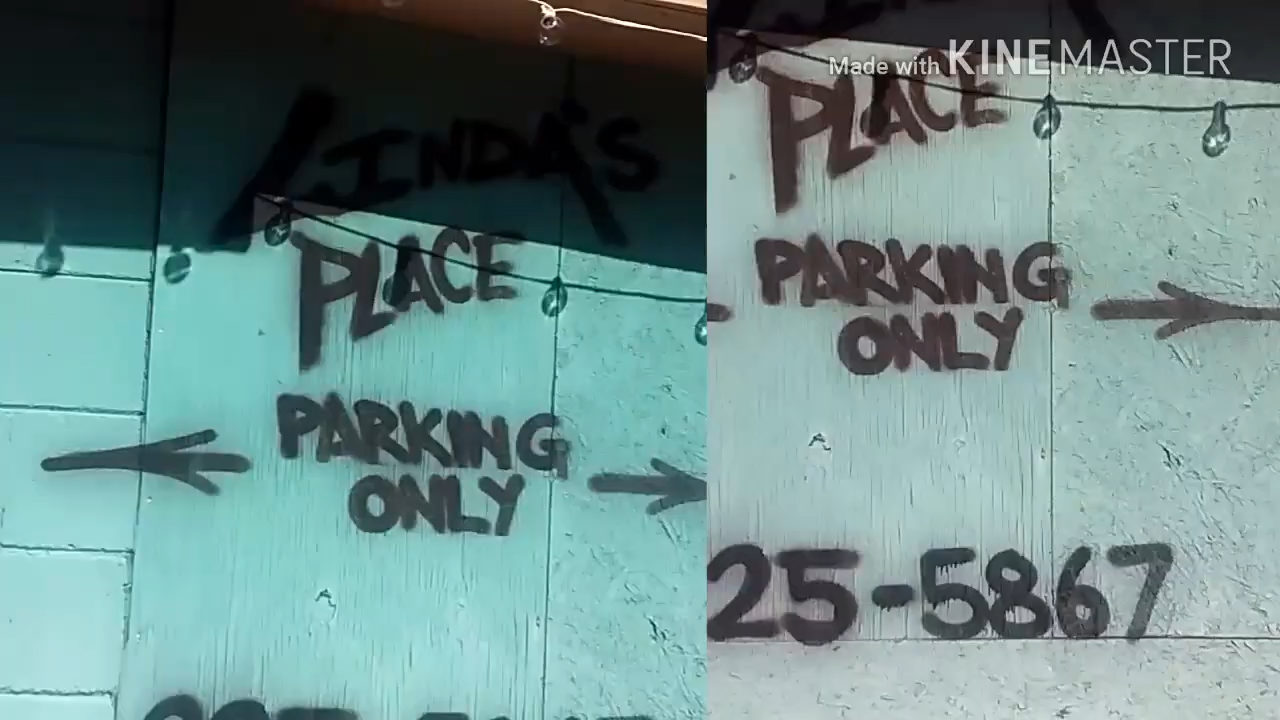 LINDA'S
PLACE
PARKING
ONLY
Made with KINEMASTER
PLACE
PARKING
ONLY
25-5867